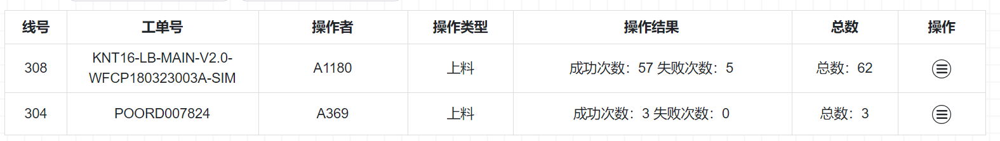 线号 工单号 操作者 操作类型 操作结果 总数 操作
308 KNT16-LB-MAIN-V2.0-
WFCP180323003A-SIM A1180 上料 成功次数：57 失败次数：5 总数：62
304 POORD007824 A369 上料 成功次数：3 失败次数：0 总数：3